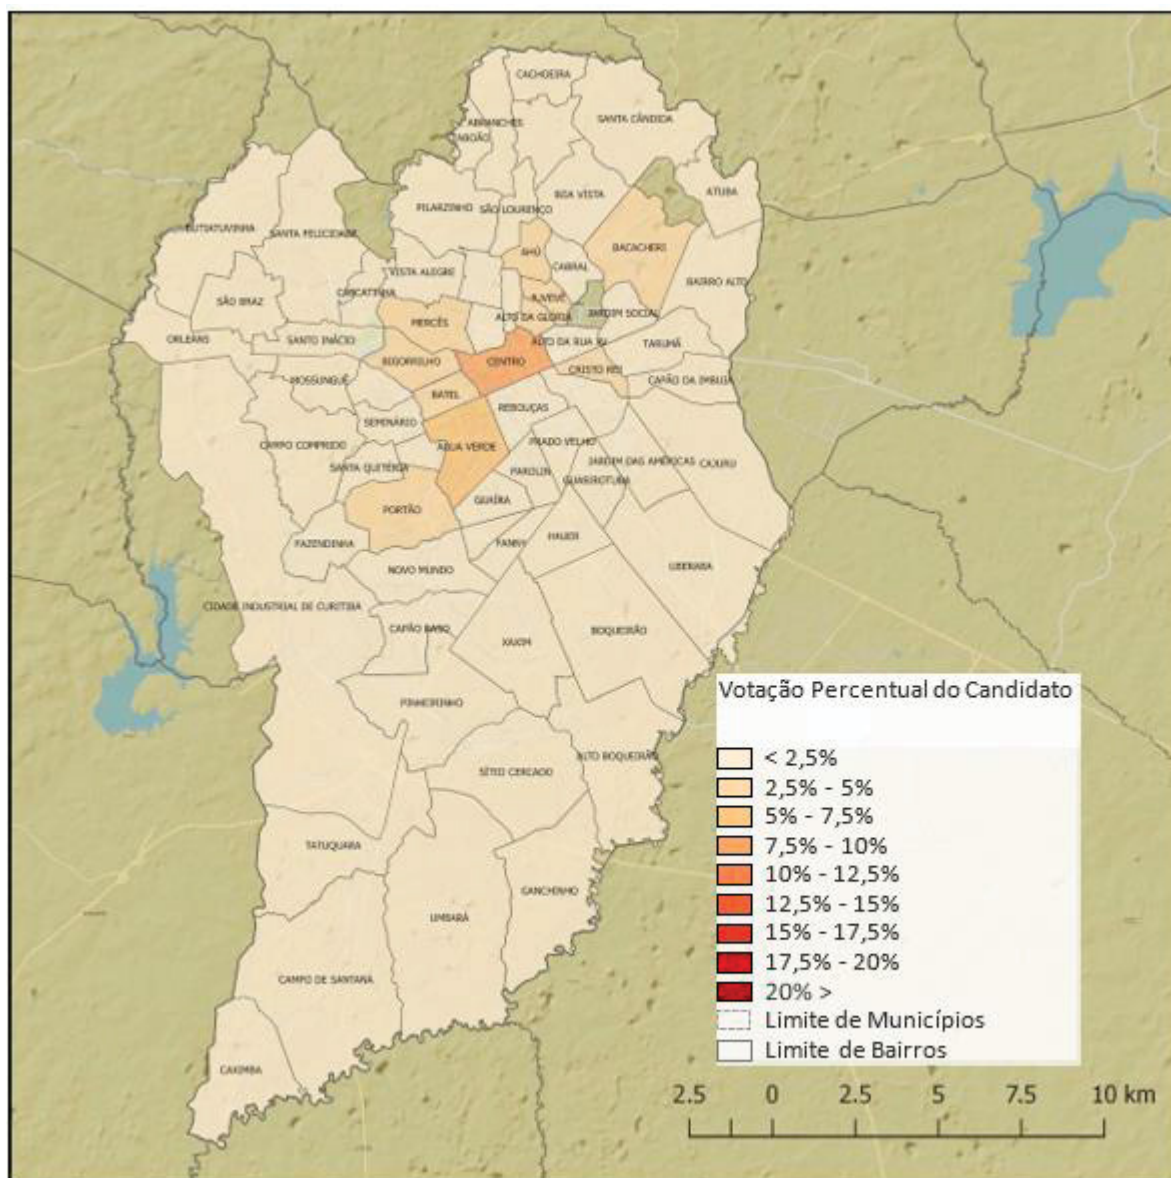 CACHOEIRA
ABRANCHES
SANTA CÂNDIDA
TABOÃO
ATUBA
BOA VISTA
PILARZINHO
SÃO LOURENÇO
BUTIATUVINHA
SANTA FELICIDADE
AHÚ
BACACHERI
CABRAL
VISTA ALEGRE
BAIRRO ALTO
CASCATINHA
SÃO BRAZ
JUVEVÊ
JARDIM SOCIAL
ALTO DA GLÓRIA
MERCÊS
ORLEANS
SANTO INÁCIO
ALTO DA RUA XV
TARUMÃ
BIGORRILHO
CENTRO
CRISTO REI
MOSSUNGUÊ
CAPÃO DA IMBUIA
BATEL
REBOUÇAS
SEMINÁRIO
CAMPO COMPRIDO
ÁGUA VERDE
PRADO VELHO
JARDIM DAS AMÉRICAS
CAJURU
SANTA QUITÉRIA
PAROLIN
GUABIROTUBA
GUAÍRA
PORTÃO
FAZENDINHA
FANNY
HAUER
NOVO MUNDO
UBERABA
CIDADE INDUSTRIAL DE CURITIBA
CAPÃO RASO
XAXIM
BOQUEIRÃO
PINHEIRINHO
SÍTIO CERCADO
ALTO BOQUEIRÃO
TATUQUARA
GANCHINHO
UMBARÁ
CAMPO DE SANTANA
CAXIMBA
Votação Percentual do Candidato
< 2,5%
2,5% - 5%
5% - 7,5%
7,5% - 10%
10% - 12,5%
12,5% - 15%
15% - 17,5%
17,5% - 20%
20% >
Limite de Municípios
Limite de Bairros
2.5 0 2.5 5 7.5 10 km